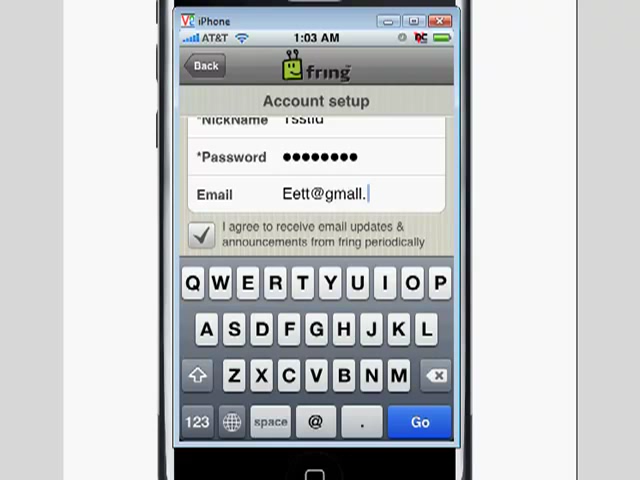 iPhone
AT&T 1:03 AM
Back fring
Account setup
*NickName
*Password ●●●●●●●●
Email Eett@gmall.
I agree to receive email updates &
announcements from fring periodically
Q W E R T Y U I O P
A S D F G H J K L
Z X C V B N M
123 space @ . Go